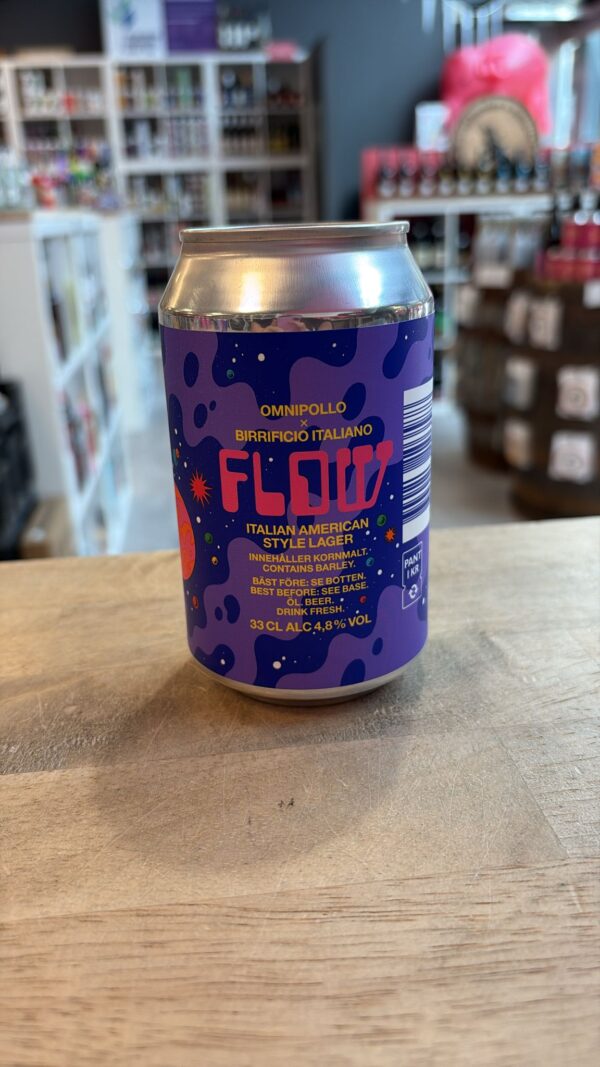 OMNIPOLLO
×
BIRRIFICIO ITALIANO
FLOW
ITALIAN AMERICAN
STYLE LAGER
INNEHÅLLER KORNMALT.
CONTAINS BARLEY.
BÄST FÖRE: SE BOTTEN.
BEST BEFORE: SEE BASE.
ÖL. BEER.
DRINK FRESH.
33 CL ALC 4,8% VOL
PANT
1 KR